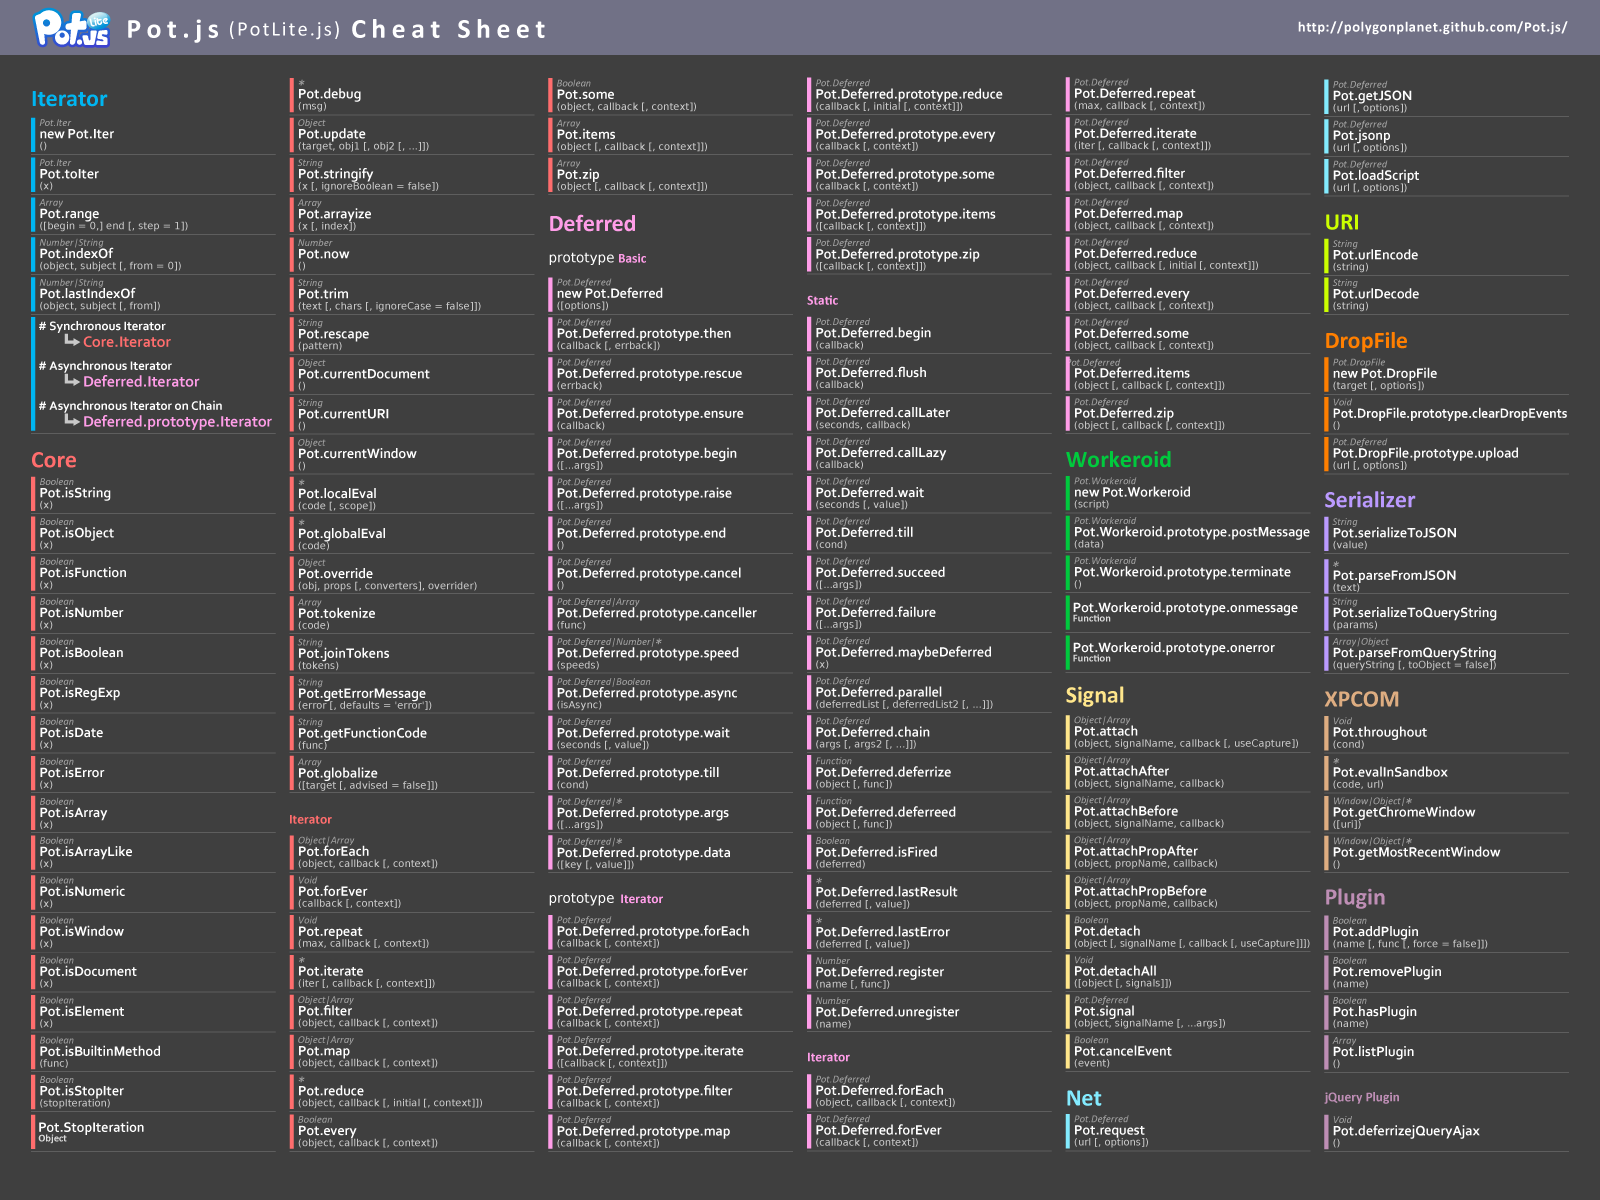 Pot.js Lite
Pot.js (PotLite.js) Cheat Sheet
http://polygonplanet.github.com/Pot.js/
Iterator
Pot.Iter
new Pot.Iter
()
Pot.Iter
Pot.toIter
(x)
Array
Pot.range
([begin = 0,] end [, step = 1])
Number|String
Pot.indexOf
(object, subject [, from = 0])
Number|String
Pot.lastIndexOf
(object, subject [, from])
# Synchronous Iterator
Core.Iterator
# Asynchronous Iterator
Deferred.Iterator
# Asynchronous Iterator on Chain
Deferred.prototype.Iterator
Core
Boolean
Pot.isString
(x)
Boolean
Pot.isObject
(x)
Boolean
Pot.isFunction
(x)
Boolean
Pot.isNumber
(x)
Boolean
Pot.isBoolean
(x)
Boolean
Pot.isRegExp
(x)
Boolean
Pot.isDate
(x)
Boolean
Pot.isError
(x)
Boolean
Pot.isArray
(x)
Boolean
Pot.isArrayLike
(x)
Boolean
Pot.isNumeric
(x)
Boolean
Pot.isWindow
(x)
Boolean
Pot.isDocument
(x)
Boolean
Pot.isElement
(x)
Boolean
Pot.isBuiltinMethod
(func)
Boolean
Pot.isStopIter
(stopIteration)
Pot.StopIteration
Object
*
Pot.debug
(msg)
Object
Pot.update
(target, obj1 [, obj2 [, ...]])
String
Pot.stringify
(x [, ignoreBoolean = false])
Array
Pot.arrayize
(x [, index])
Number
Pot.now
()
String
Pot.trim
(text [, chars [, ignoreCase = false]])
String
Pot.rescape
(pattern)
Object
Pot.currentDocument
()
String
Pot.currentURI
()
Object
Pot.currentWindow
()
*
Pot.localEval
(code [, scope])
*
Pot.globalEval
(code)
Object
Pot.override
(obj, props [, converters], overrider)
Array
Pot.tokenize
(code)
String
Pot.joinTokens
(tokens)
String
Pot.getErrorMessage
(error [, defaults = 'error'])
String
Pot.getFunctionCode
(func)
Array
Pot.globalize
([target [, advised = false]])
Iterator
Object|Array
Pot.forEach
(object, callback [, context])
Void
Pot.forEver
(callback [, context])
Void
Pot.repeat
(max, callback [, context])
*
Pot.iterate
(iter [, callback [, context]])
Object|Array
Pot.filter
(object, callback [, context])
Object|Array
Pot.map
(object, callback [, context])
*
Pot.reduce
(object, callback [, initial [, context]])
Boolean
Pot.every
(object, callback [, context])
Boolean
Pot.some
(object, callback [, context])
Array
Pot.items
(object [, callback [, context]])
Array
Pot.zip
(object [, callback [, context]])
Deferred
prototype Basic
Pot.Deferred
new Pot.Deferred
([options])
Pot.Deferred
Pot.Deferred.prototype.then
(callback [, errback])
Pot.Deferred
Pot.Deferred.prototype.rescue
(errback)
Pot.Deferred
Pot.Deferred.prototype.ensure
(callback)
Pot.Deferred
Pot.Deferred.prototype.begin
([...args])
Pot.Deferred
Pot.Deferred.prototype.raise
([...args])
Pot.Deferred
Pot.Deferred.prototype.end
()
Pot.Deferred
Pot.Deferred.prototype.cancel
()
Pot.Deferred|Array
Pot.Deferred.prototype.canceller
(func)
Pot.Deferred|Number|*
Pot.Deferred.prototype.speed
(speeds)
Pot.Deferred|Boolean
Pot.Deferred.prototype.async
(isAsync)
Pot.Deferred
Pot.Deferred.prototype.wait
(seconds [, value])
Pot.Deferred
Pot.Deferred.prototype.till
(cond)
Pot.Deferred|*
Pot.Deferred.prototype.args
([...args])
Pot.Deferred|*
Pot.Deferred.prototype.data
([key [, value]])
prototype Iterator
Pot.Deferred
Pot.Deferred.prototype.forEach
(callback [, context])
Pot.Deferred
Pot.Deferred.prototype.forEver
(callback [, context])
Pot.Deferred
Pot.Deferred.prototype.repeat
(callback [, context])
Pot.Deferred
Pot.Deferred.prototype.iterate
([callback [, context]])
Pot.Deferred
Pot.Deferred.prototype.filter
(callback [, context])
Pot.Deferred
Pot.Deferred.prototype.map
(callback [, context])
Pot.Deferred
Pot.Deferred.prototype.reduce
(callback [, initial [, context]])
Pot.Deferred
Pot.Deferred.prototype.every
(callback [, context])
Pot.Deferred
Pot.Deferred.prototype.some
(callback [, context])
Pot.Deferred
Pot.Deferred.prototype.items
([callback [, context]])
Pot.Deferred
Pot.Deferred.prototype.zip
([callback [, context]])
Static
Pot.Deferred
Pot.Deferred.begin
(callback)
Pot.Deferred
Pot.Deferred.flush
(callback)
Pot.Deferred
Pot.Deferred.callLater
(seconds, callback)
Pot.Deferred
Pot.Deferred.callLazy
(callback)
Pot.Deferred
Pot.Deferred.wait
(seconds [, value])
Pot.Deferred
Pot.Deferred.till
(cond)
Pot.Deferred
Pot.Deferred.succeed
([...args])
Pot.Deferred
Pot.Deferred.failure
([...args])
Pot.Deferred
Pot.Deferred.maybeDeferred
(x)
Pot.Deferred
Pot.Deferred.parallel
(deferredList [, deferredList2 [, ...]])
Pot.Deferred
Pot.Deferred.chain
(args [, args2 [, ...]])
Function
Pot.Deferred.deferrize
(object [, func])
Function
Pot.Deferred.deferreed
(object [, func])
Boolean
Pot.Deferred.isFired
(deferred)
*
Pot.Deferred.lastResult
(deferred [, value])
*
Pot.Deferred.lastError
(deferred [, value])
Number
Pot.Deferred.register
(name [, func])
Number
Pot.Deferred.unregister
(name)
Iterator
Pot.Deferred
Pot.Deferred.forEach
(object, callback [, context])
Pot.Deferred
Pot.Deferred.forEver
(callback [, context])
Pot.Deferred
Pot.Deferred.repeat
(max, callback [, context])
Pot.Deferred
Pot.Deferred.iterate
(iter [, callback [, context]])
Pot.Deferred
Pot.Deferred.filter
(object, callback [, context])
Pot.Deferred
Pot.Deferred.map
(object, callback [, context])
Pot.Deferred
Pot.Deferred.reduce
(object, callback [, initial [, context]])
Pot.Deferred
Pot.Deferred.every
(object, callback [, context])
Pot.Deferred
Pot.Deferred.some
(object, callback [, context])
Pot.Deferred
Pot.Deferred.items
(object [, callback [, context]])
Pot.Deferred
Pot.Deferred.zip
(object [, callback [, context]])
Workeroid
Pot.Workeroid
new Pot.Workeroid
(script)
Pot.Workeroid
Pot.Workeroid.prototype.postMessage
(data)
Pot.Workeroid
Pot.Workeroid.prototype.terminate
()
Pot.Workeroid.prototype.onmessage
Function
Pot.Workeroid.prototype.onerror
Function
Signal
Object|Array
Pot.attach
(object, signalName, callback [, useCapture])
Object|Array
Pot.attachAfter
(object, signalName, callback)
Object|Array
Pot.attachBefore
(object, signalName, callback)
Object|Array
Pot.attachPropAfter
(object, propName, callback)
Object|Array
Pot.attachPropBefore
(object, propName, callback)
Boolean
Pot.detach
(object [, signalName [, callback [, useCapture]]])
Void
Pot.detachAll
([object [, signals]])
Pot.Deferred
Pot.signal
(object, signalName [, ...args])
Boolean
Pot.cancelEvent
(event)
Net
Pot.Deferred
Pot.request
(url [, options])
Pot.Deferred
Pot.getJSON
(url [, options])
Pot.Deferred
Pot.jsonp
(url [, options])
Pot.Deferred
Pot.loadScript
(url [, options])
URI
String
Pot.urlEncode
(string)
String
Pot.urlDecode
(string)
DropFile
Pot.DropFile
new Pot.DropFile
(target [, options])
Void
Pot.DropFile.prototype.clearDropEvents
()
Pot.Deferred
Pot.DropFile.prototype.upload
(url [, options])
Serializer
String
Pot.serializeToJSON
(value)
*
Pot.parseFromJSON
(text)
String
Pot.serializeToQueryString
(params)
Array|Object
Pot.parseFromQueryString
(queryString [, toObject = false])
XPCOM
Void
Pot.throughout
(cond)
*
Pot.evalInSandbox
(code, url)
Window|Object|*
Pot.getChromeWindow
([uri])
Window|Object|*
Pot.getMostRecentWindow
()
Plugin
Boolean
Pot.addPlugin
(name [, func [, force = false]])
Boolean
Pot.removePlugin
(name)
Boolean
Pot.hasPlugin
(name)
Array
Pot.listPlugin
()
jQuery Plugin
Void
Pot.deferrizejQueryAjax
()